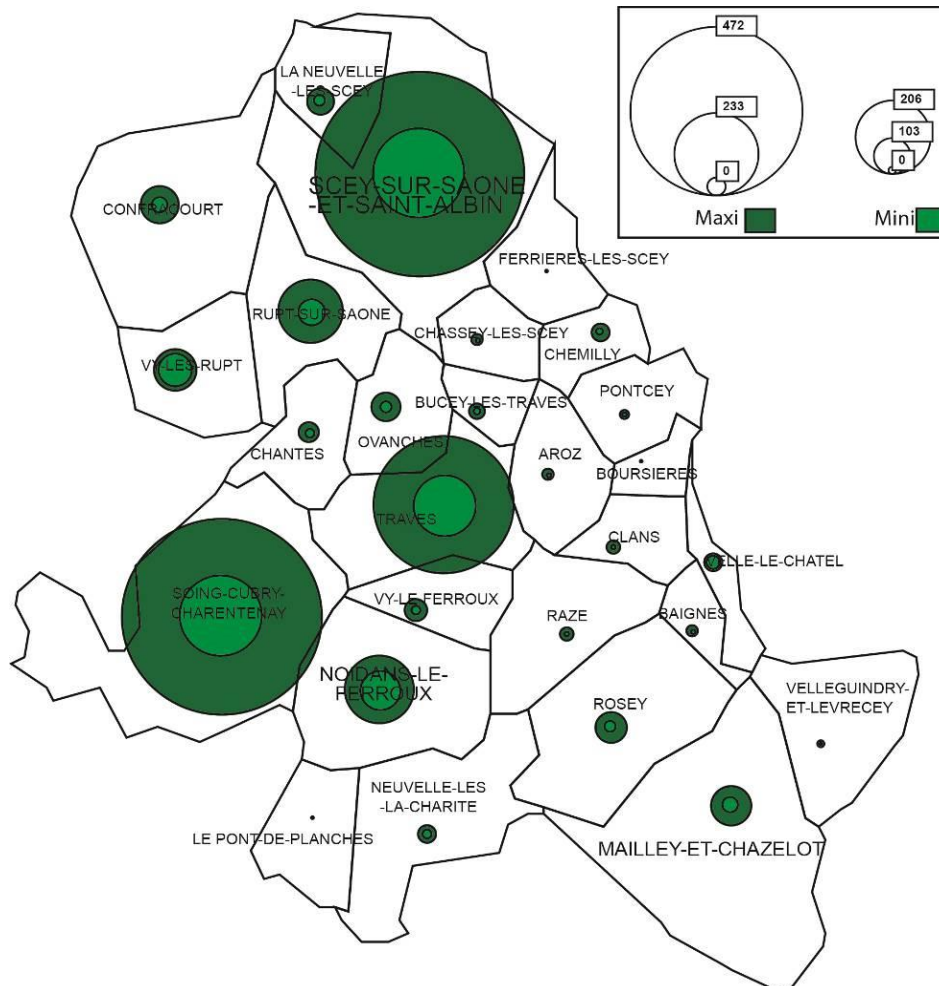 472
233
0
206
103
0
Maxi
Mini
LA NEUVELLE
-LES-SCEY
SCEY-SUR-SAONE
-ET-SAINT-ALBIN
CONFRACOURT
FERRIERES-LES-SCEY
RUPT-SUR-SAONE
CHASSEY-LES-SCEY
CHEMILLY
VY-LES-RUPT
PONTCEY
BUCEY-LES-TRAVES
OVANCHES
CHANTES
AROZ
BOURSIERES
TRAVES
CLANS
VELLE-LE-CHATEL
SOING-CUBRY-
CHARENTENAY
VY-LE-FERROUX
RAZE
BAIGNES
NOIDANS-LE-
FERROUX
VELLEGUINDRY-
ET-LEVRECEY
ROSEY
NEUVELLE-LES
-LA-CHARITE
LE PONT-DE-PLANCHES
MAILLEY-ET-CHAZELOT